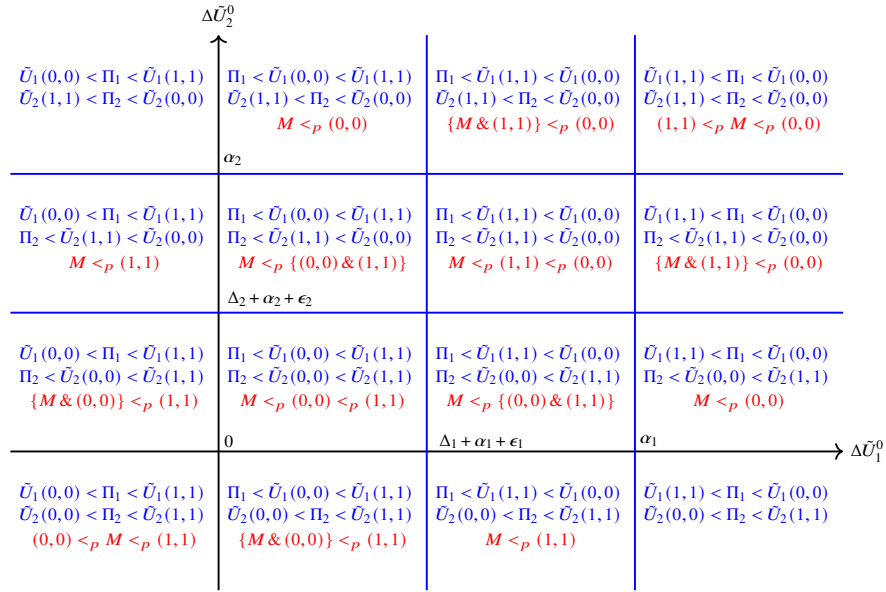 ΔŨ₂⁰
Ũ₁(0,0) < Π₁ < Ũ₁(1,1)
Ũ₂(1,1) < Π₂ < Ũ₂(0,0)
Π₁ < Ũ₁(0,0) < Ũ₁(1,1)
Ũ₂(1,1) < Π₂ < Ũ₂(0,0)
M <ₚ (0,0)
Π₁ < Ũ₁(1,1) < Ũ₁(0,0)
Ũ₂(1,1) < Π₂ < Ũ₂(0,0)
{M & (1,1)} <ₚ (0,0)
Ũ₁(1,1) < Π₁ < Ũ₁(0,0)
Ũ₂(1,1) < Π₂ < Ũ₂(0,0)
(1,1) <ₚ M <ₚ (0,0)
α₂
Ũ₁(0,0) < Π₁ < Ũ₁(1,1)
Π₂ < Ũ₂(1,1) < Ũ₂(0,0)
M <ₚ (1,1)
Π₁ < Ũ₁(0,0) < Ũ₁(1,1)
Π₂ < Ũ₂(1,1) < Ũ₂(0,0)
M <ₚ {(0,0) & (1,1)}
Π₁ < Ũ₁(1,1) < Ũ₁(0,0)
Π₂ < Ũ₂(1,1) < Ũ₂(0,0)
M <ₚ (1,1) <ₚ (0,0)
Ũ₁(1,1) < Π₁ < Ũ₁(0,0)
Π₂ < Ũ₂(1,1) < Ũ₂(0,0)
{M & (1,1)} <ₚ (0,0)
Δ₂ + α₂ + ϵ₂
Ũ₁(0,0) < Π₁ < Ũ₁(1,1)
Π₂ < Ũ₂(0,0) < Ũ₂(1,1)
{M & (0,0)} <ₚ (1,1)
Π₁ < Ũ₁(0,0) < Ũ₁(1,1)
Π₂ < Ũ₂(0,0) < Ũ₂(1,1)
M <ₚ (0,0) <ₚ (1,1)
Π₁ < Ũ₁(1,1) < Ũ₁(0,0)
Π₂ < Ũ₂(0,0) < Ũ₂(1,1)
M <ₚ {(0,0) & (1,1)}
Ũ₁(1,1) < Π₁ < Ũ₁(0,0)
Π₂ < Ũ₂(0,0) < Ũ₂(1,1)
M <ₚ (0,0)
0
Δ₁ + α₁ + ϵ₁
α₁
ΔŨ₁⁰
Ũ₁(0,0) < Π₁ < Ũ₁(1,1)
Ũ₂(0,0) < Π₂ < Ũ₂(1,1)
(0,0) <ₚ M <ₚ (1,1)
Π₁ < Ũ₁(0,0) < Ũ₁(1,1)
Ũ₂(0,0) < Π₂ < Ũ₂(1,1)
{M & (0,0)} <ₚ (1,1)
Π₁ < Ũ₁(1,1) < Ũ₁(0,0)
Ũ₂(0,0) < Π₂ < Ũ₂(1,1)
M <ₚ (1,1)
Ũ₁(1,1) < Π₁ < Ũ₁(0,0)
Ũ₂(0,0) < Π₂ < Ũ₂(1,1)